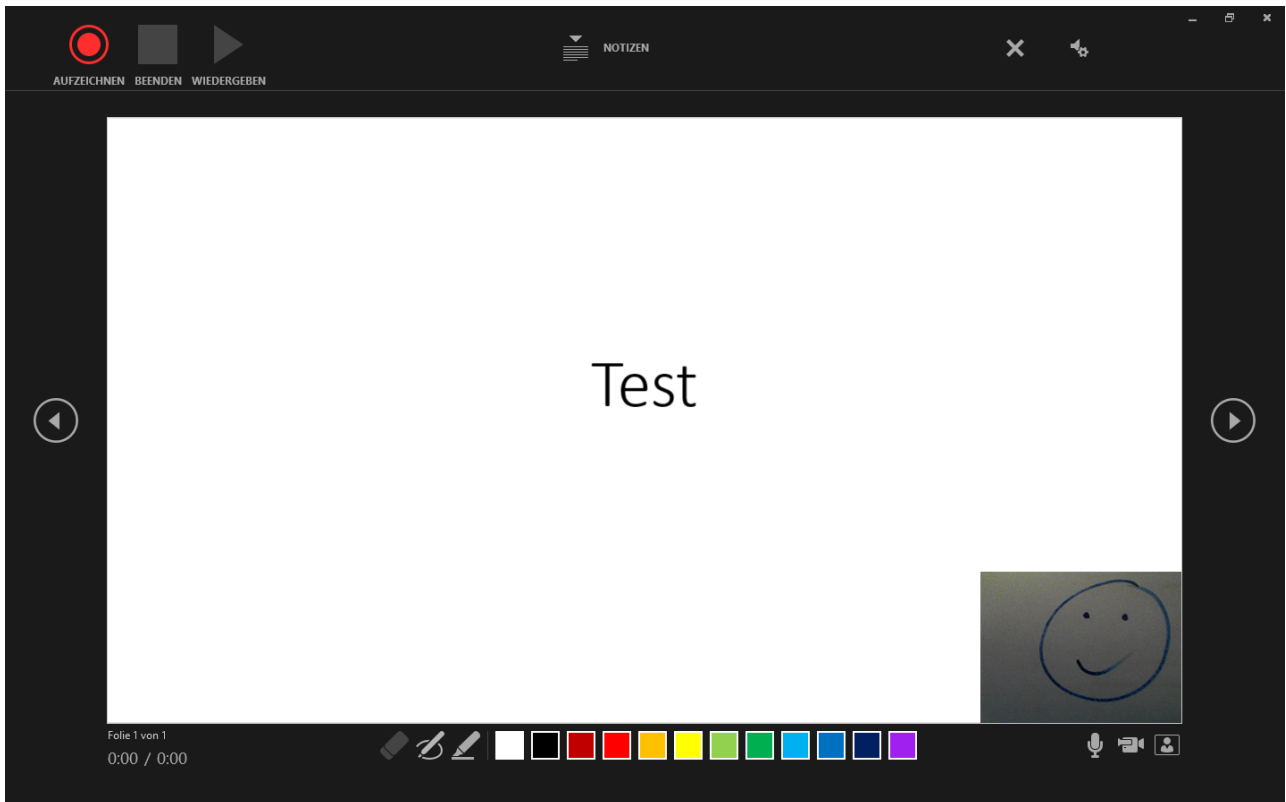 AUFZEICHNEN BEENDEN WIEDERGEBEN
NOTIZEN
Test
Folie 1 von 1
0:00 / 0:00